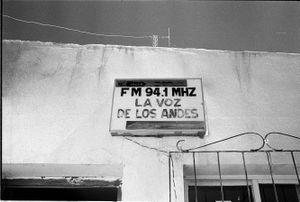 FM 94.1 MHZ
LA VOZ
DE LOS ANDES